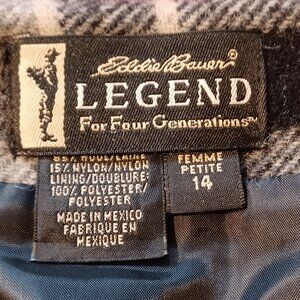 Eddie Bauer®
LEGEND
For Four Generations™
85% WOOL/LAINE
15% NYLON/NYLON
LINING/DOUBLURE:
100% POLYESTER/
POLYESTER
MADE IN MEXICO
FABRIQUE EN
MEXIQUE
FEMME
PETITE
14